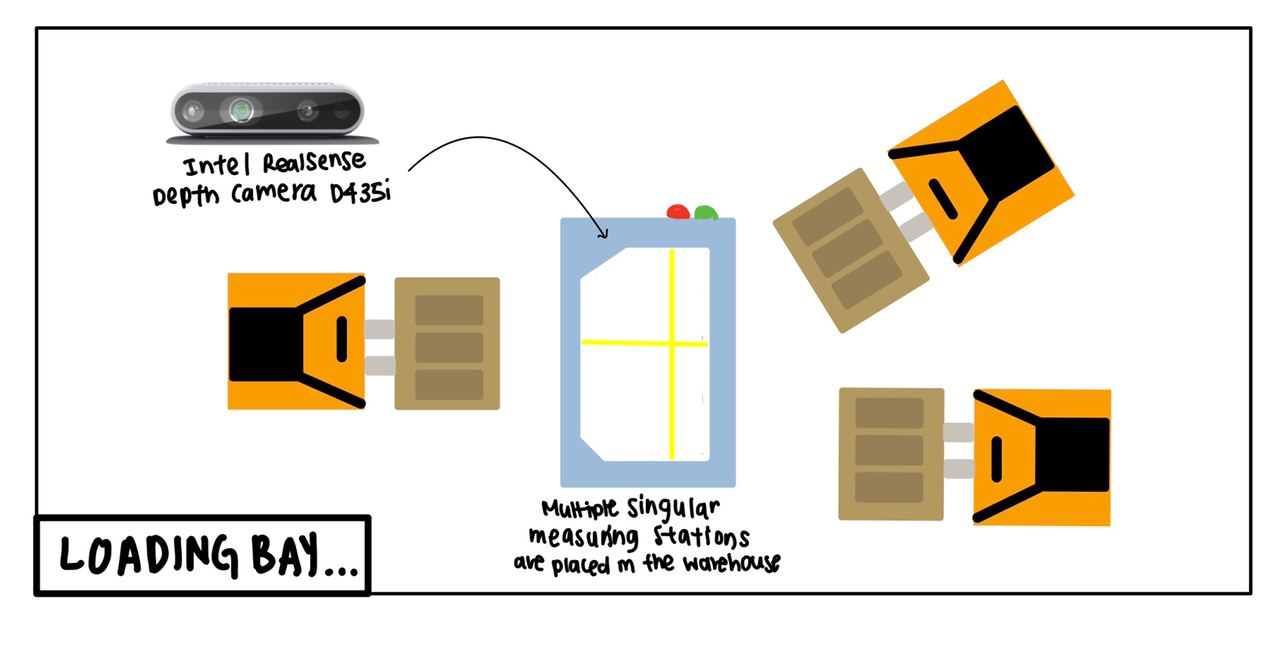 Intel RealSense
Depth Camera D435i
Multiple singular
measuring stations
are placed in the warehouse
LOADING BAY...